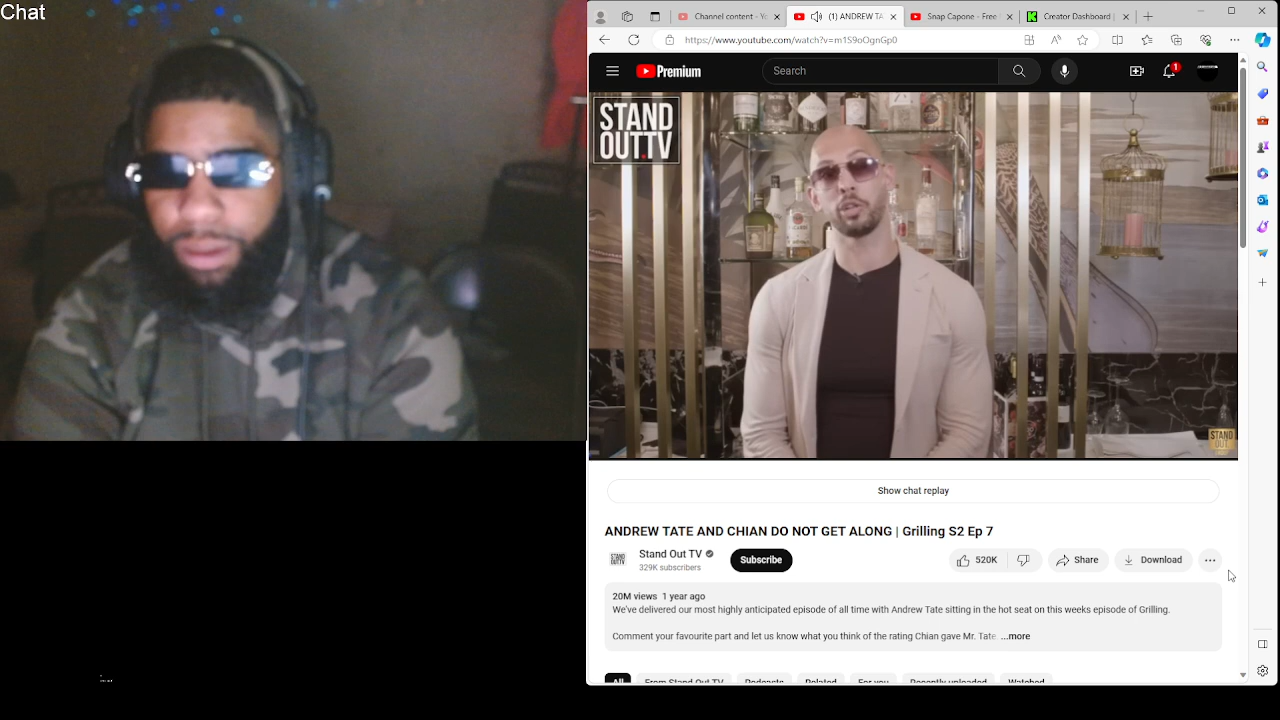 Chat
Channel content - Yo
(1) ANDREW TA
Snap Capone - Free
Creator Dashboard |
https://www.youtube.com/watch?v=m1S9oOgnGp0
Premium
Search
1
STAND
OUT.TV
STAND
OUT
Show chat replay
ANDREW TATE AND CHIAN DO NOT GET ALONG | Grilling S2 Ep 7
Stand Out TV
329K subscribers
Subscribe
520K
Share
Download
20M views 1 year ago
We've delivered our most highly anticipated episode of all time with Andrew Tate sitting in the hot seat on this weeks episode of Grilling.
Comment your favourite part and let us know what you think of the rating Chian gave Mr. Tate ...more
All
From Stand Out TV
Podcasts
Related
For you
Recently uploaded
Watched